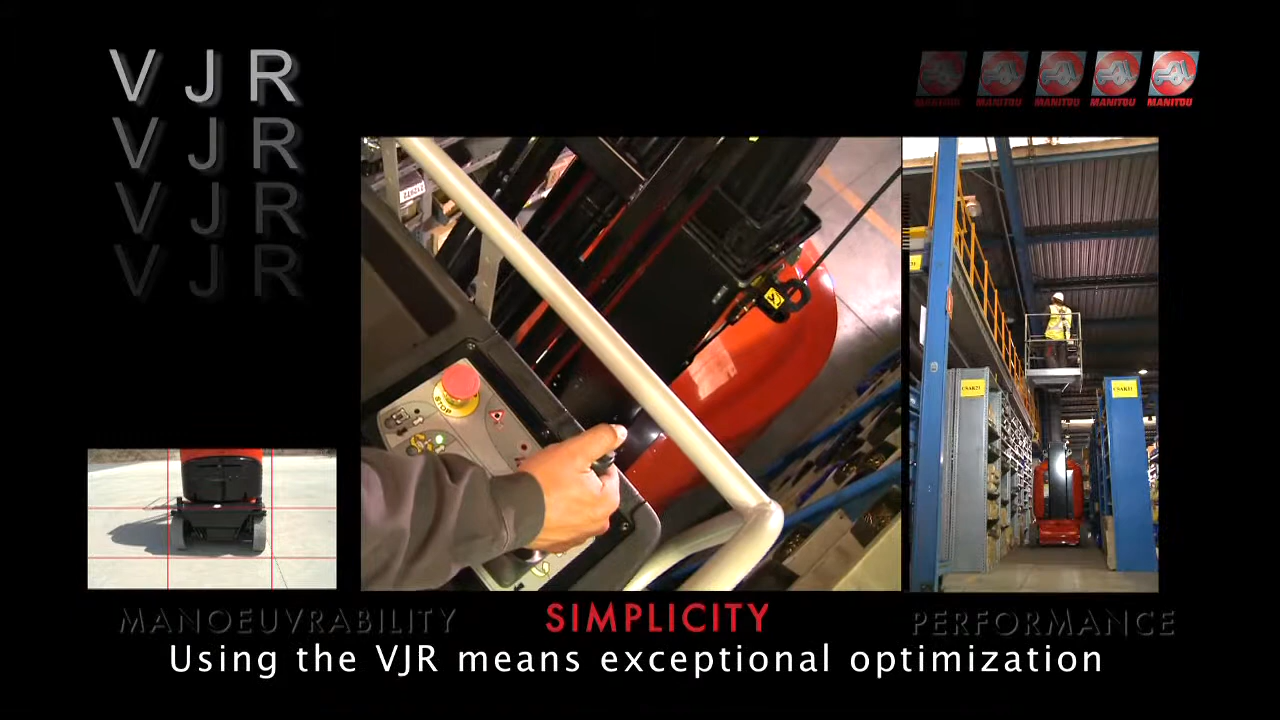 V J R
V J R
V J R
V J R
MANITOU
MANITOU
MANITOU
MANITOU
MANITOU
STOP
MANOEUVRABILITY
SIMPLICITY
PERFORMANCE
Using the VJR means exceptional optimization